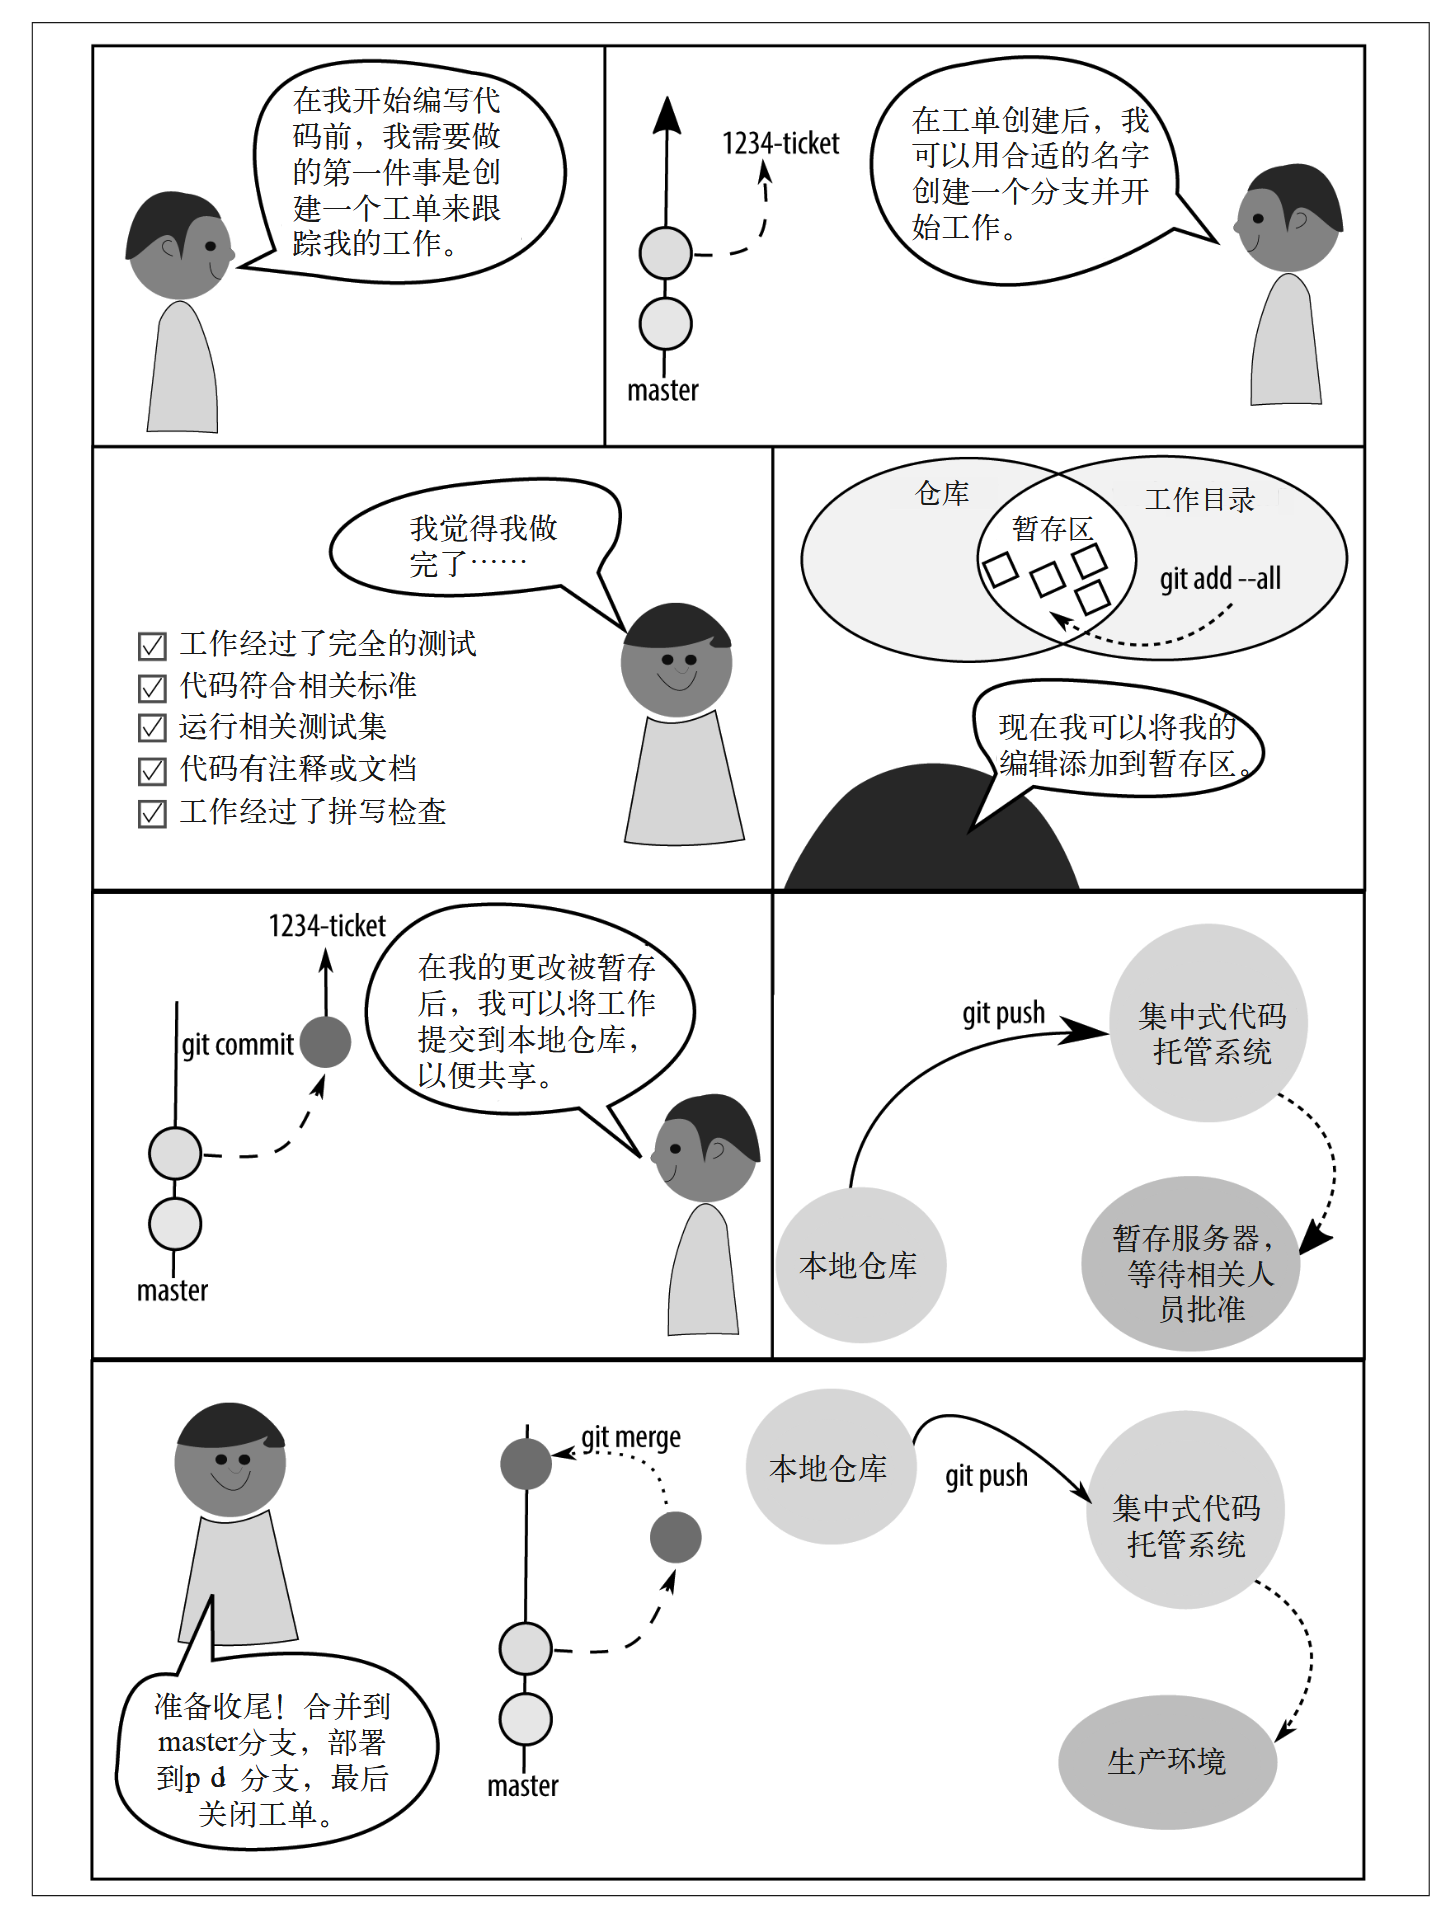 在我开始编写代
码前，我需要做
的第一件事是创
建一个工单来跟
踪我的工作。
1234-ticket
master
在工单创建后，我
可以用合适的名字
创建一个分支并开
始工作。
我觉得我做
完了……
工作经过了完全的测试
代码符合相关标准
运行相关测试集
代码有注释或文档
工作经过了拼写检查
仓库
暂存区
工作目录
git add --all
现在我可以将我的
编辑添加到暂存区。
1234-ticket
git commit
master
在我的更改被暂存
后，我可以将工作
提交到本地仓库，
以便共享。
git push
集中式代码
托管系统
本地仓库
暂存服务器，
等待相关人
员批准
准备收尾！合并到
master分支，部署
到p d 分支，最后
关闭工单。
git merge
master
本地仓库
git push
集中式代码
托管系统
生产环境